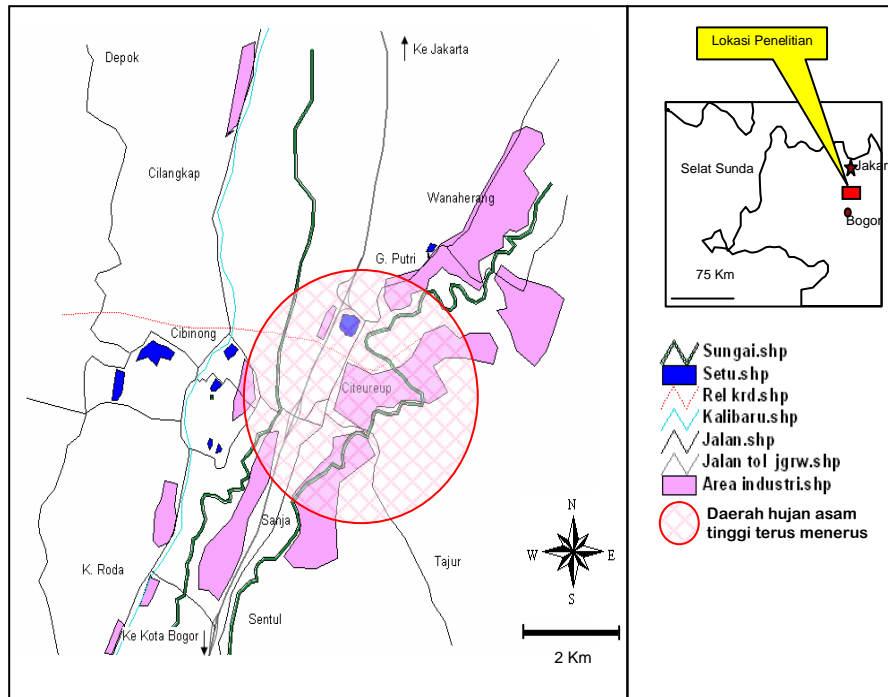 Depok
Ke Jakarta
Cilangkap
Wanaherang
G. Putri
Cibinong
Citeureup
Sanja
K. Roda
Tajur
Sentul
Ke Kota Bogor
N
W
E
S
2 Km
Lokasi Penelitian
Selat Sunda
Jakar
Bogor
75 Km
Sungai.shp
Setu.shp
Rel krd.shp
Kalibaru.shp
Jalan.shp
Jalan tol jgrw.shp
Area industri.shp
Daerah hujan asam
tinggi terus menerus